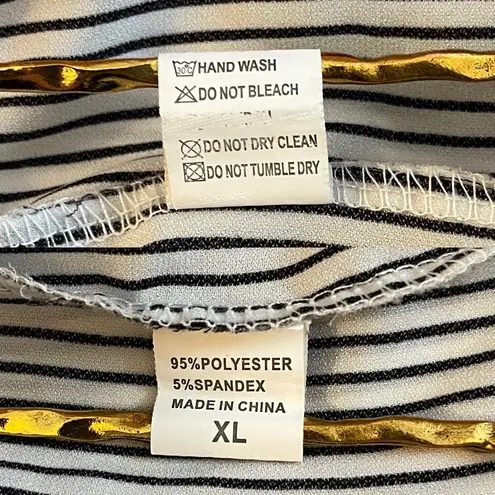 30°C HAND WASH
DO NOT BLEACH
DO NOT DRY CLEAN
DO NOT TUMBLE DRY
95%POLYESTER
5%SPANDEX
MADE IN CHINA
XL